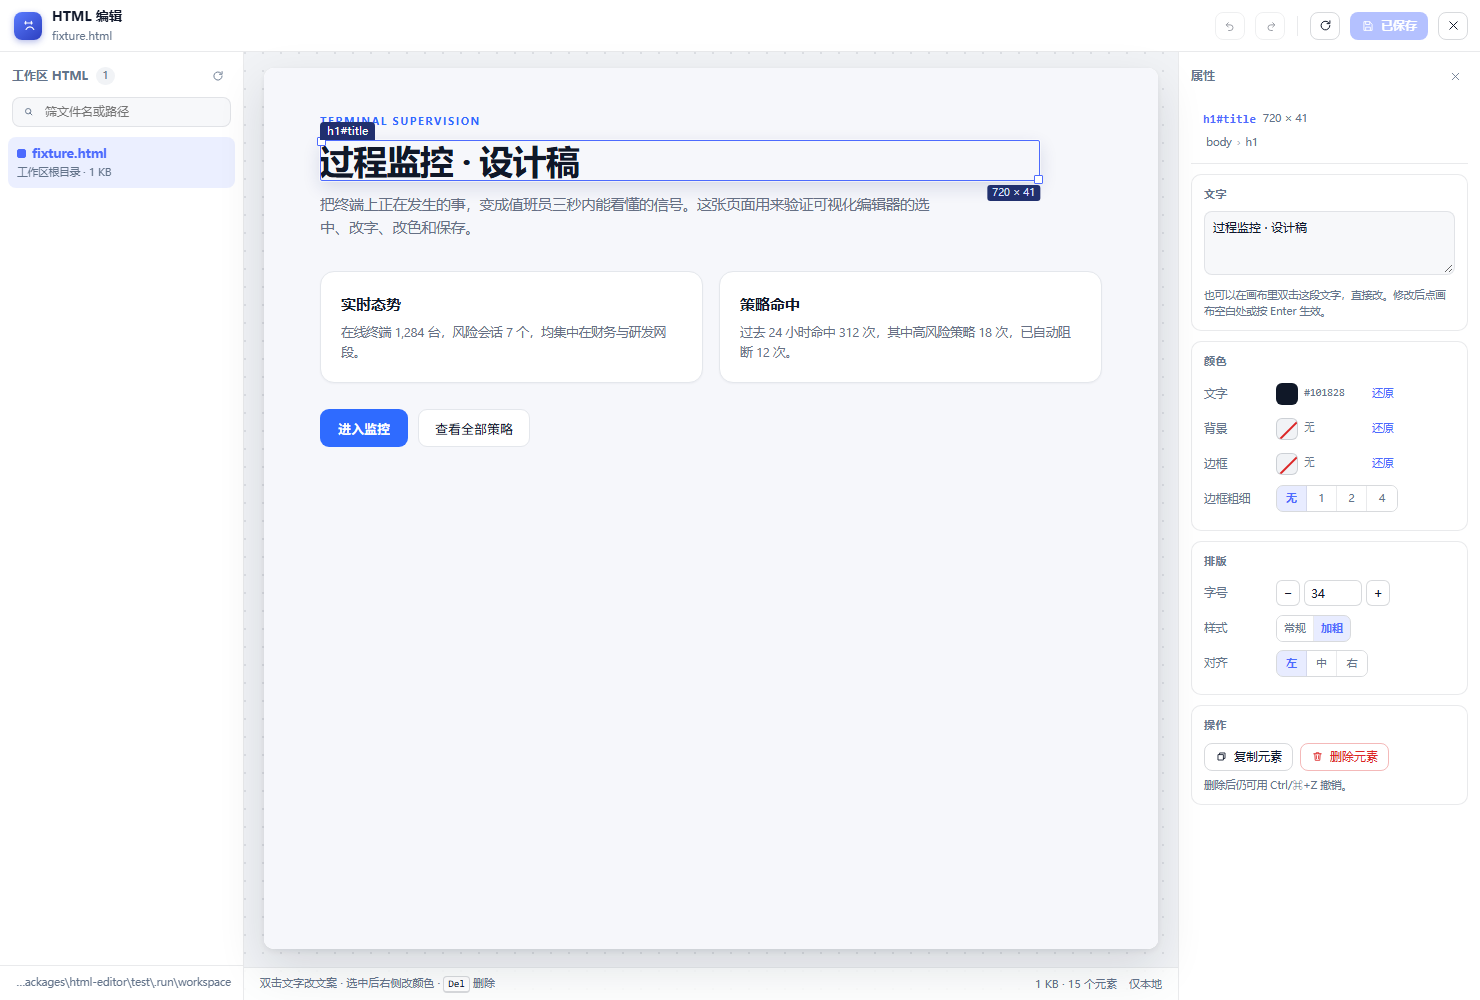 HTML 编辑
fixture.html
已保存
工作区 HTML 1
筛文件名或路径
fixture.html
工作区根目录 · 1 KB
...ackages\html-editor\test\.run\workspace
TERMINAL SUPERVISION
h1#title
过程监控 · 设计稿
720 × 41
把终端上正在发生的事，变成值班员三秒内能看懂的信号。这张页面用来验证可视化编辑器的选
中、改字、改色和保存。
实时态势
在线终端 1,284 台，风险会话 7 个，均集中在财务与研发网
段。
策略命中
过去 24 小时命中 312 次，其中高风险策略 18 次，已自动阻
断 12 次。
进入监控
查看全部策略
双击文字改文案 · 选中后右侧改颜色 · Del 删除
1 KB · 15 个元素 仅本地
属性
h1#title 720 × 41
body › h1
文字
过程监控 · 设计稿
也可以在画布里双击这段文字，直接改。修改后点画
布空白处或按 Enter 生效。
颜色
文字 #101828 还原
背景 无 还原
边框 无 还原
边框粗细 无 1 2 4
排版
字号 − 34 +
样式 常规 加粗
对齐 左 中 右
操作
复制元素 删除元素
删除后仍可用 Ctrl/⌘+Z 撤销。